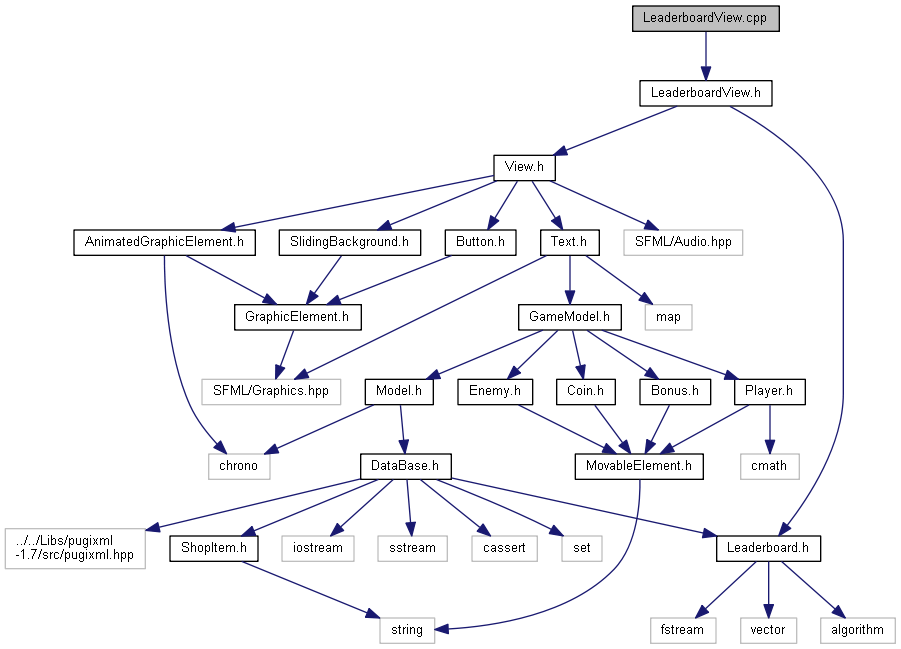 LeaderboardView.cpp
LeaderboardView.h
View.h
AnimatedGraphicElement.h
SlidingBackground.h
Button.h
Text.h
SFML/Audio.hpp
GraphicElement.h
GameModel.h
map
SFML/Graphics.hpp
Model.h
Enemy.h
Coin.h
Bonus.h
Player.h
chrono
DataBase.h
MovableElement.h
cmath
../../Libs/pugixml
-1.7/src/pugixml.hpp
ShopItem.h
iostream
sstream
cassert
set
Leaderboard.h
string
fstream
vector
algorithm